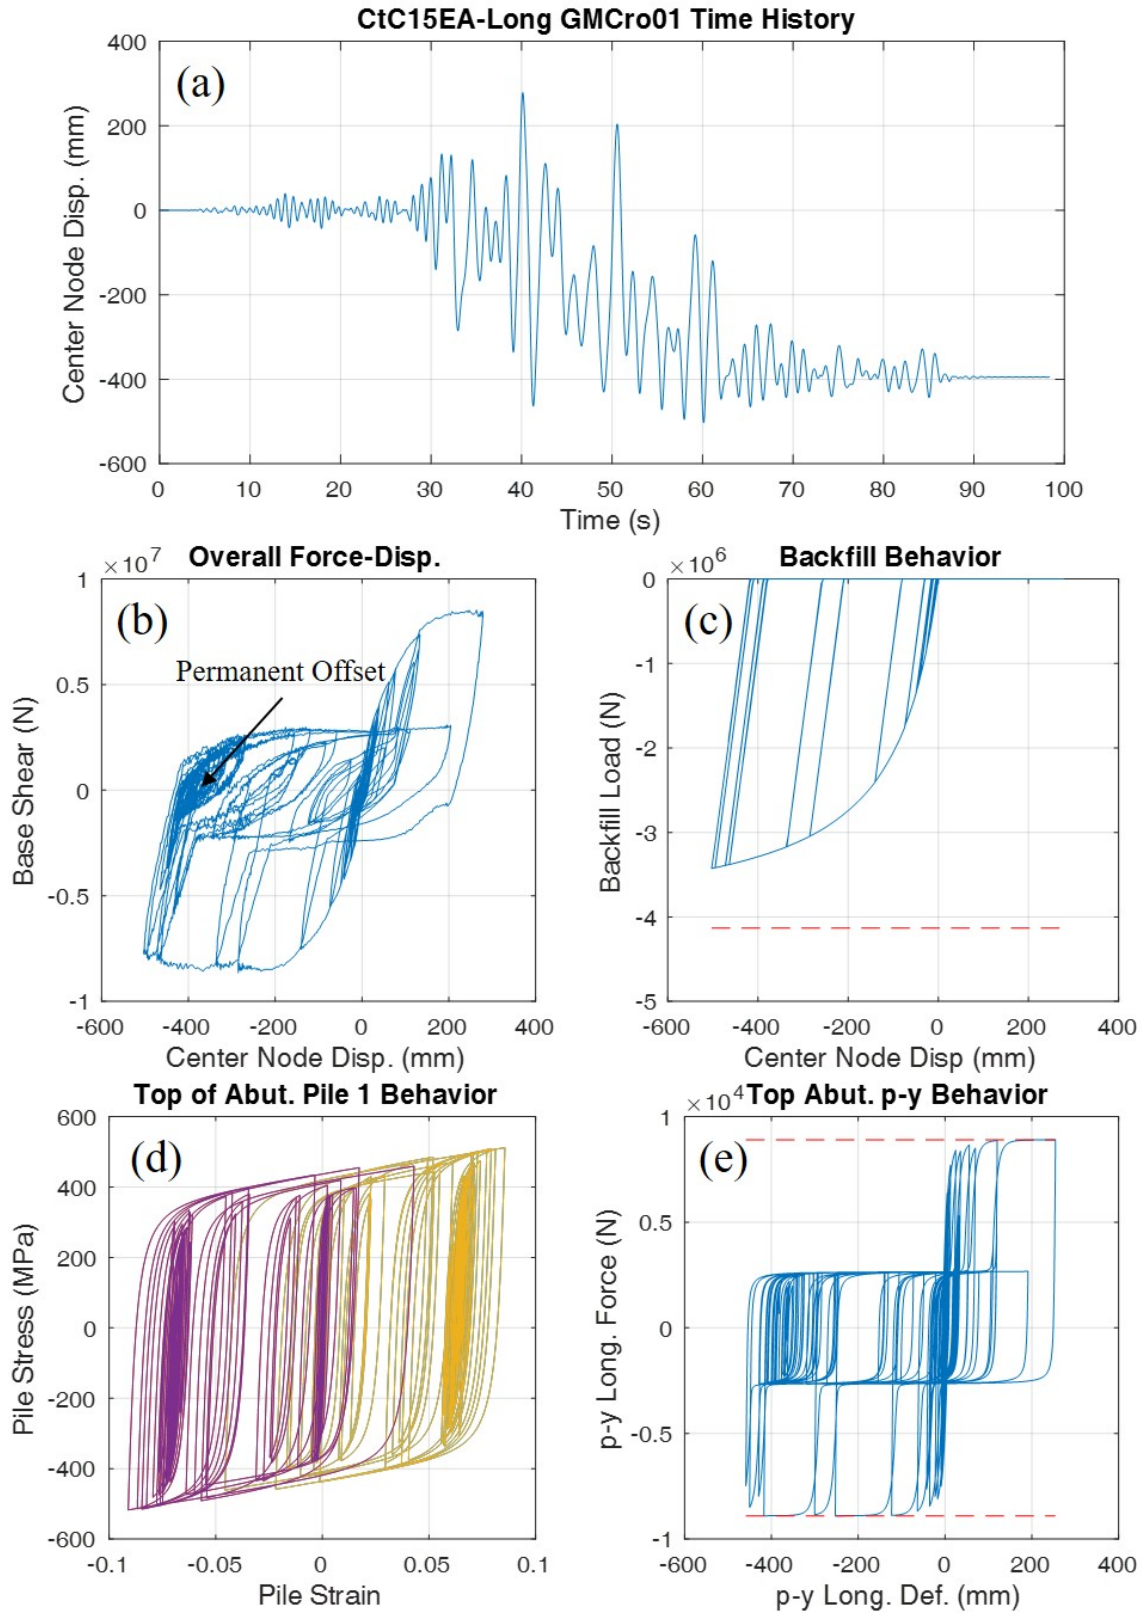 CtC15EA-Long GMCro01 Time History
400
200
0
-200
-400
-600
(a)
Center Node Disp. (mm)
0 10 20 30 40 50 60 70 80 90 100
Time (s)
×10⁷ Overall Force-Disp.
1
0.5
0
-0.5
-1
(b)
Permanent Offset
Base Shear (N)
-600 -400 -200 0 200 400
Center Node Disp. (mm)
Backfill Behavior
×10⁶
0
-1
-2
-3
-4
-5
(c)
Backfill Load (N)
-600 -400 -200 0 200 400
Center Node Disp (mm)
Top of Abut. Pile 1 Behavior
600
400
200
0
-200
-400
-600
(d)
Pile Stress (MPa)
-0.1 -0.05 0 0.05 0.1
Pile Strain
×10⁴ Top Abut. p-y Behavior
1
0.5
0
-0.5
-1
(e)
p-y Long. Force (N)
-600 -400 -200 0 200 400
p-y Long. Def. (mm)